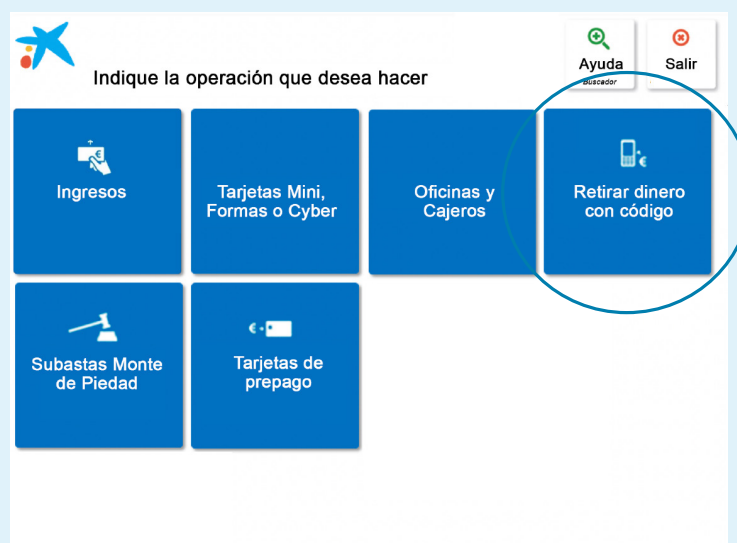 Indique la operación que desea hacer
Ayuda
Buscador
Salir
Ingresos
Tarjetas Mini,
Formas o Cyber
Oficinas y
Cajeros
Retirar dinero
con código
Subastas Monte
de Piedad
Tarjetas de
prepago